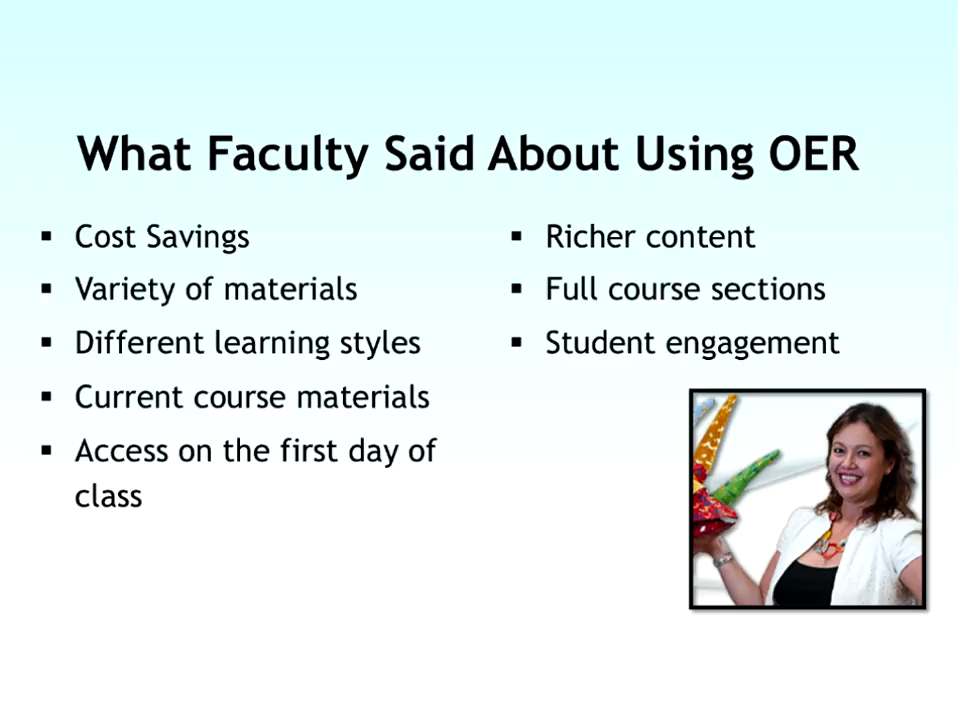 What Faculty Said About Using OER
▪ Cost Savings
▪ Variety of materials
▪ Different learning styles
▪ Current course materials
▪ Access on the first day of
class
▪ Richer content
▪ Full course sections
▪ Student engagement